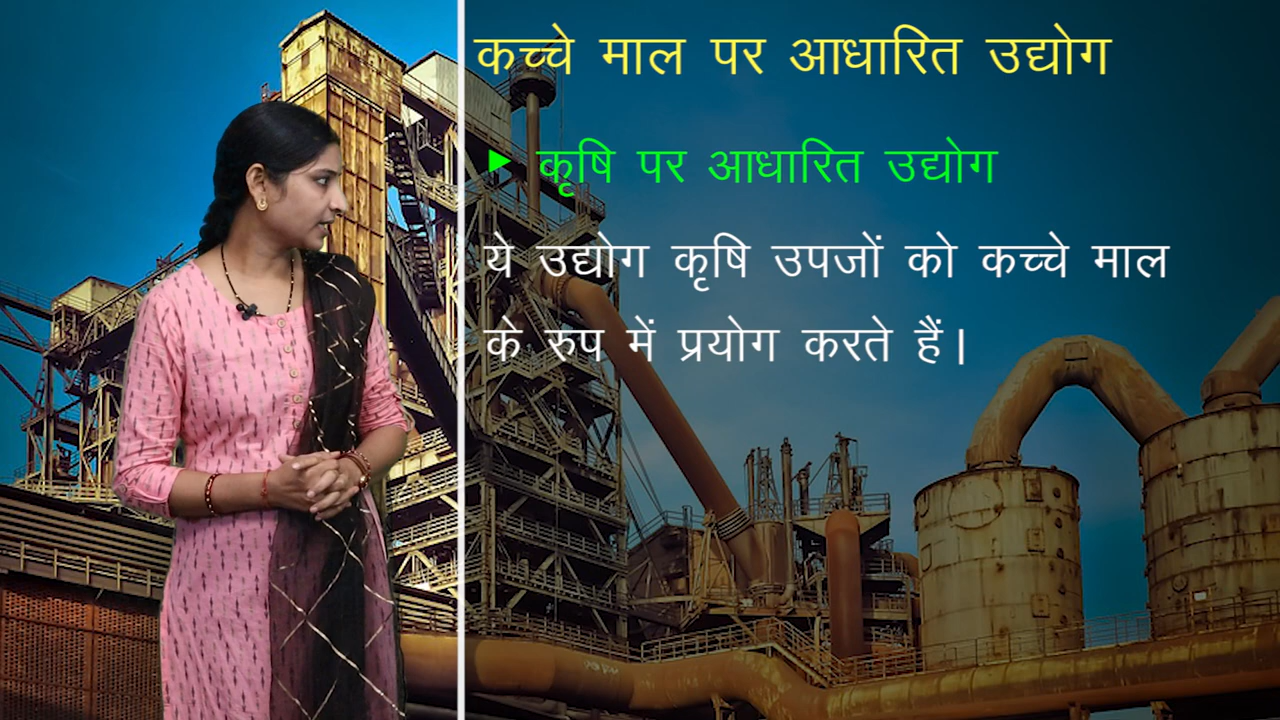 कच्चे माल पर आधारित उद्योग
कृषि पर आधारित उद्योग
ये उद्योग कृषि उपजों को कच्चे माल
के रुप में प्रयोग करते हैं।